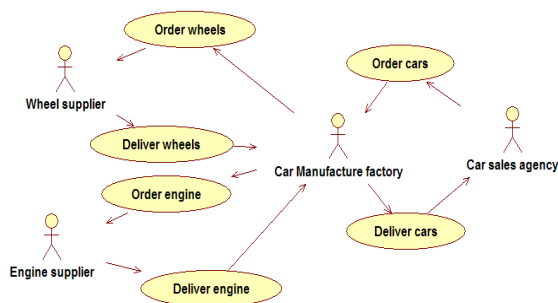 Order wheels
Order cars
Wheel supplier
Deliver wheels
Car Manufacture factory
Car sales agency
Order engine
Deliver cars
Engine supplier
Deliver engine